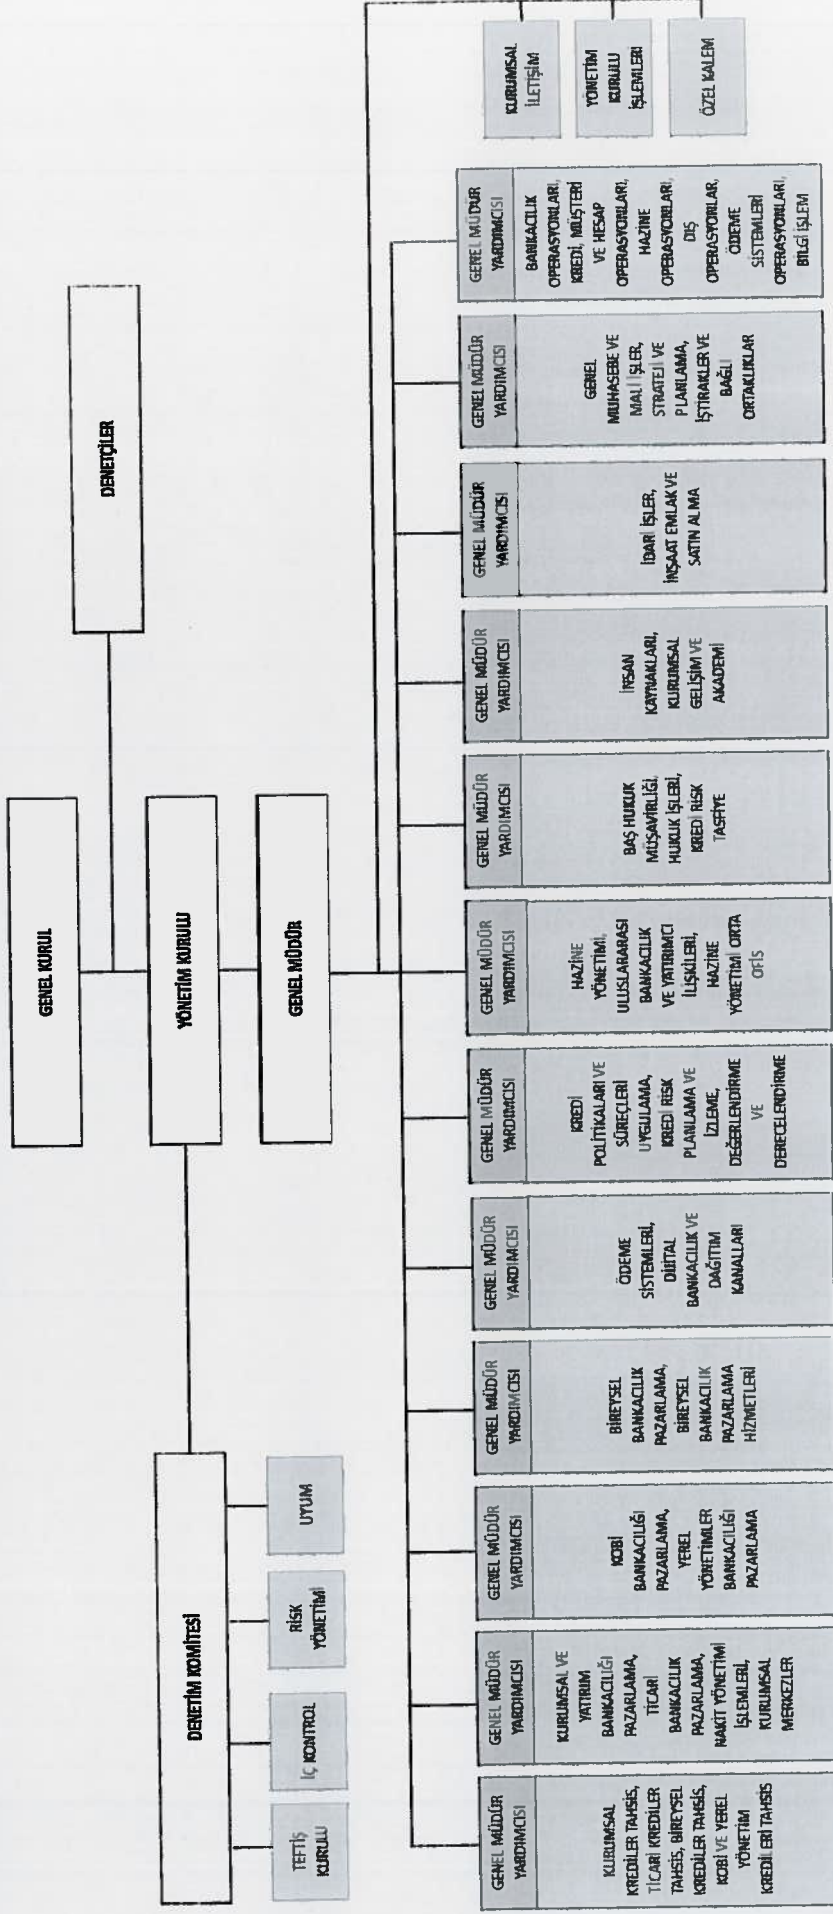 GENEL KURUL
DENETÇİLER
YÖNETİM KURULU
GENEL MÜDÜR
DENETİM KOMİTESİ
TEFTİŞ
KURULU
İÇ KONTROL
RİSK
YÖNETİMİ
UYUM
GENEL MÜDÜR
YARDIMCISI
KURUMSAL
KREDİLER TAHSİS,
TİCARİ KREDİLER
TAHSİS, BİREYSEL
KREDİLER TAHSİS,
KOBİ VE YEREL
YÖNETİM
KREDİLERİ TAHSİS
GENEL MÜDÜR
YARDIMCISI
KURUMSAL VE
YATIRIM
BANKACILIĞI
PAZARLAMA,
TİCARİ
BANKACILIK
PAZARLAMA,
NAKİT YÖNETİMİ
İŞLEMLERİ,
KURUMSAL
MERKEZLER
GENEL MÜDÜR
YARDIMCISI
KOBİ
BANKACILIĞI
PAZARLAMA,
YEREL
YÖNETİMLER
BANKACILIĞI
PAZARLAMA
GENEL MÜDÜR
YARDIMCISI
BİREYSEL
BANKACILIK
PAZARLAMA,
BİREYSEL
BANKACILIK
PAZARLAMA
HİZMETLERİ
GENEL MÜDÜR
YARDIMCISI
ÖDEME
SİSTEMLERİ,
DİJİTAL
BANKACILIK VE
DAĞITIM
KANALLARI
GENEL MÜDÜR
YARDIMCISI
KREDİ
POLİTİKALARI VE
SÜREÇLERİ
UYGULAMA,
KREDİ RİSK
PLANLAMA VE
İZLEME,
DEĞERLENDİRME
VE
DERECELENDİRME
GENEL MÜDÜR
YARDIMCISI
HAZİNE
YÖNETİMİ,
ULUSLARARASI
BANKACILIK
VE YATIRIMCI
İLİŞKİLERİ,
HAZİNE
YÖNETİMİ ORTA
OFİS
GENEL MÜDÜR
YARDIMCISI
BAŞ HUKUK
MÜŞAVİRLİĞİ,
HUKUK İŞLERİ,
KREDİ RİSK
TASFİYE
GENEL MÜDÜR
YARDIMCISI
İNSAN
KAYNAKLARI,
KURUMSAL
GELİŞİM VE
AKADEMİ
GENEL MÜDÜR
YARDIMCISI
İDARİ İŞLER,
İNŞAAT EMLAK VE
SATIN ALMA
GENEL MÜDÜR
YARDIMCISI
GENEL
MUHASEBE VE
MALİ İŞLER,
STRATEJİ VE
PLANLAMA,
İŞTİRAKLER VE
BAĞLI
ORTAKLIKLAR
GENEL MÜDÜR
YARDIMCISI
BANKACILIK
OPERASYONLARI,
KREDİ, MÜŞTERİ
VE HESAP
OPERASYONLARI,
HAZİNE
OPERASYONLARI,
DIŞ
OPERASYONLAR,
ÖDEME
SİSTEMLERİ
OPERASYONLARI,
BİLGİ İŞLEM
KURUMSAL
İLETİŞİM
YÖNETİM
KURULU
İŞLEMLERİ
ÖZEL KALEM